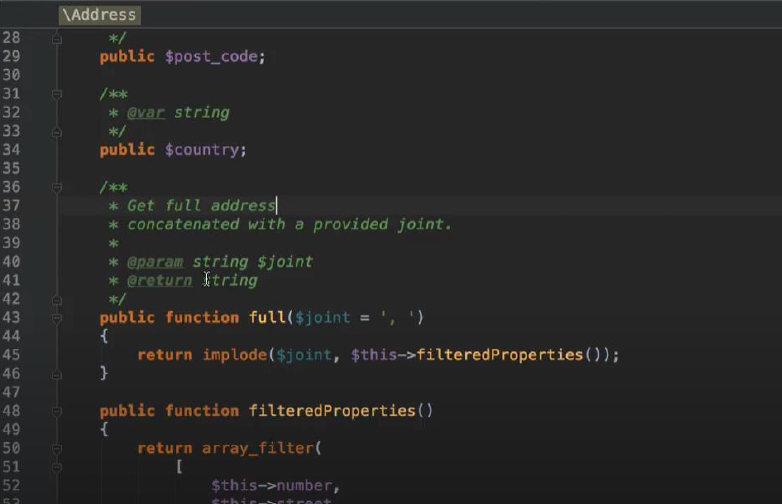 \Address
28 */
29 public $post_code;
30
31 /**
32 * @var string
33 */
34 public $country;
35
36 /**
37 * Get full address
38 * concatenated with a provided joint.
39 *
40 * @param string $joint
41 * @return string
42 */
43 public function full($joint = ', ')
44 {
45 return implode($joint, $this->filteredProperties());
46 }
47
48 public function filteredProperties()
49 {
50 return array_filter(
51 [
52 $this->number,
53 $this->street,